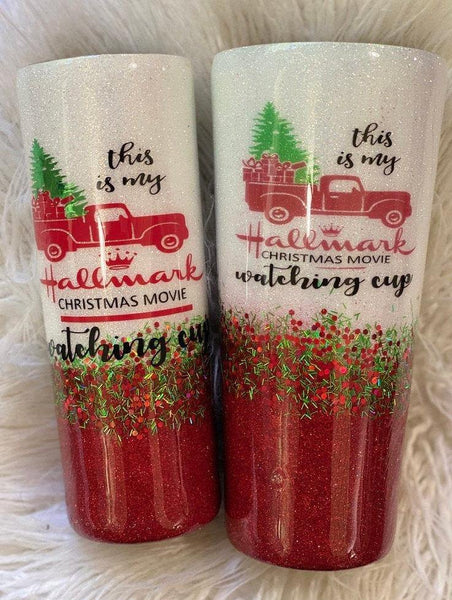 this
is my
Hallmark
CHRISTMAS MOVIE
watching cup
this
is my
Hallmark
CHRISTMAS MOVIE
watching cup